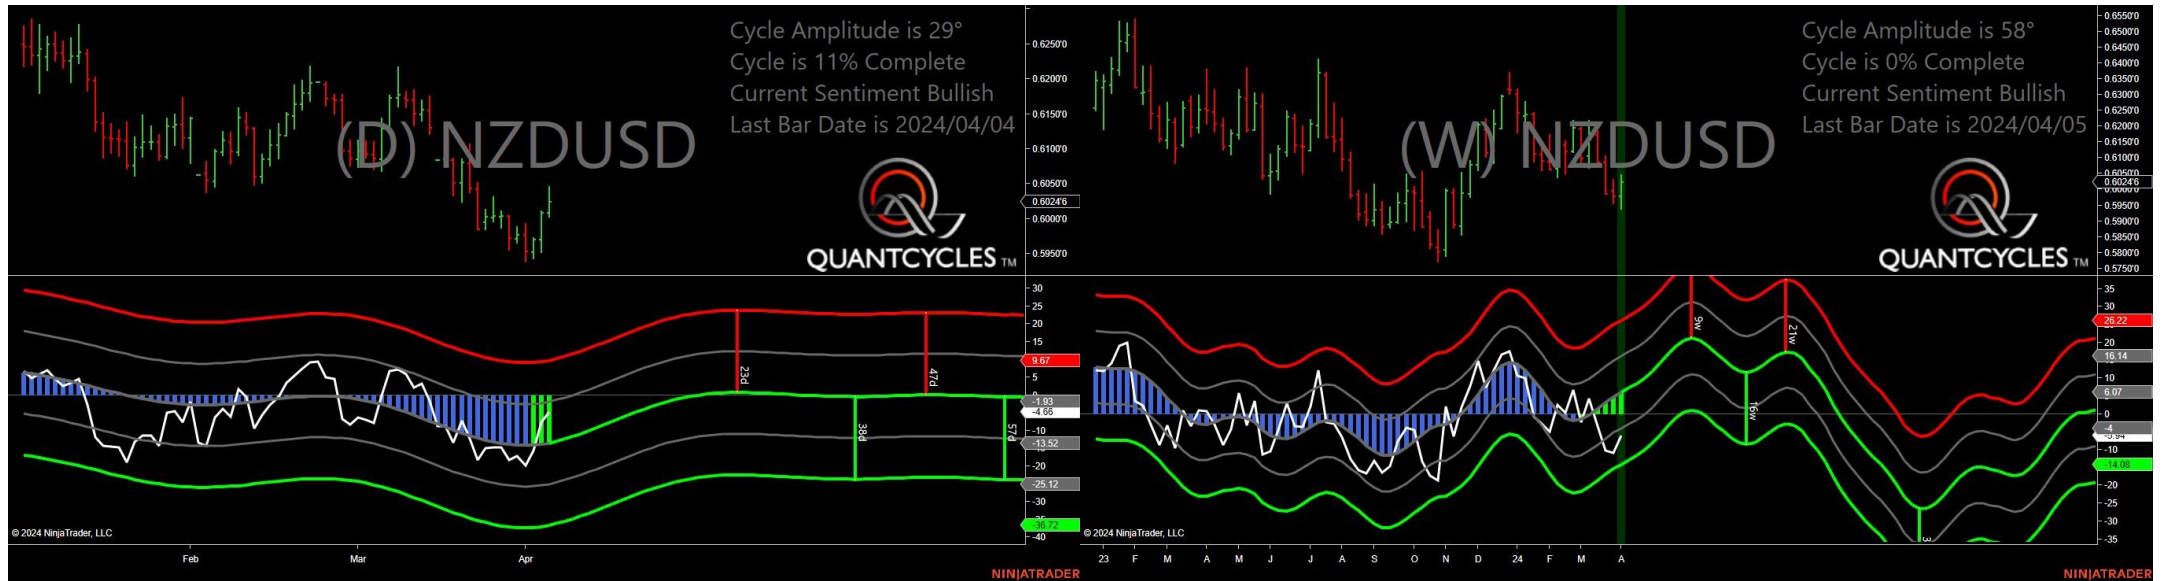 Cycle Amplitude is 29°
Cycle is 11% Complete
Current Sentiment Bullish
Last Bar Date is 2024/04/04
(D) NZDUSD
QUANTCYCLES TM
0.6250'0
0.6200'0
0.6150'0
0.6100'0
0.6050'0
0.6024'6
0.6000'0
0.5950'0
30
25
20
15
9.67
5
-1.93
-4.66
-10
-13.52
-20
-25.12
-30
-36.72
-40
23d
47d
38d
57d
© 2024 NinjaTrader, LLC
Feb
Mar
Apr
NINJATRADER
Cycle Amplitude is 58°
Cycle is 0% Complete
Current Sentiment Bullish
Last Bar Date is 2024/04/05
(W) NZDUSD
QUANTCYCLES TM
0.6550'0
0.6500'0
0.6450'0
0.6400'0
0.6350'0
0.6300'0
0.6250'0
0.6200'0
0.6150'0
0.6100'0
0.6050'0
0.6024'6
0.5950'0
0.5900'0
0.5850'0
0.5800'0
0.5750'0
35
30
26.22
20
16.14
10
6.07
0
-4
-5.94
-10
-14.08
-20
-25
-30
-35
9w
21w
16w
3
© 2024 NinjaTrader, LLC
23
F
M
A
M
J
J
A
S
O
N
D
24
F
M
A
NINJATRADER